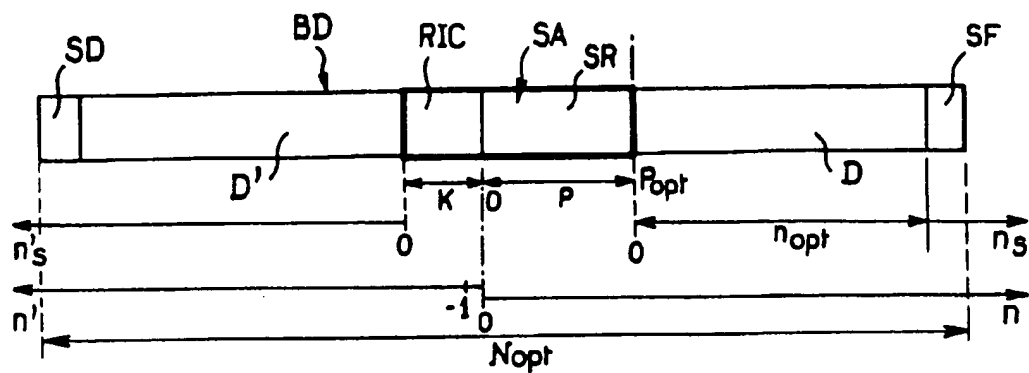 SD BD RIC SA SR SF
D' D
K 0 P Popt
n's 0 0 nopt ns
n' -1 0 n
Nopt